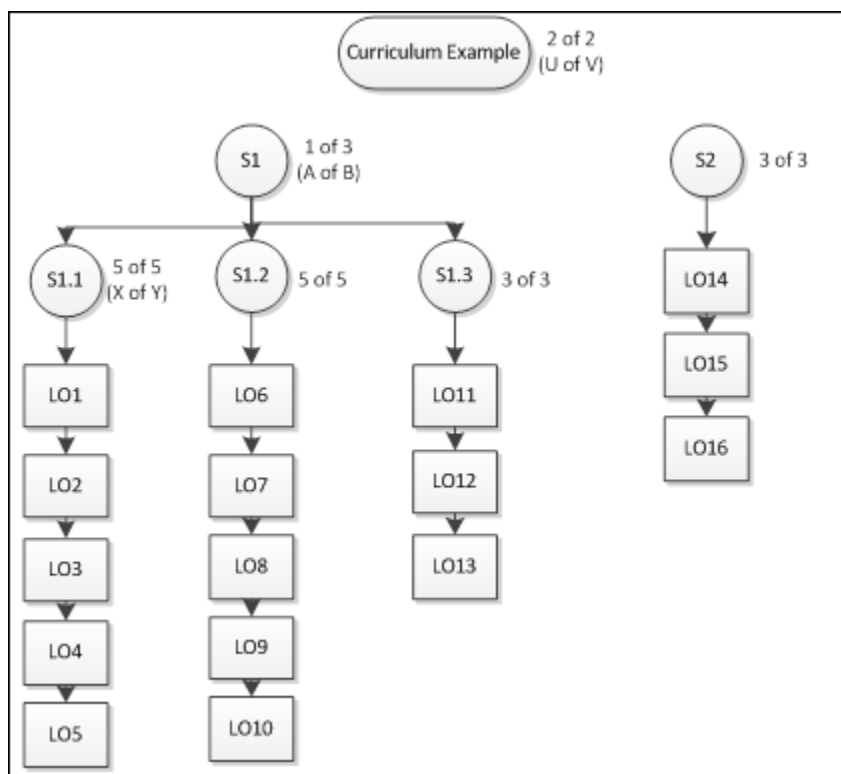 Curriculum Example
2 of 2
(U of V)
S1
1 of 3
(A of B)
S2
3 of 3
S1.1
5 of 5
(X of Y)
S1.2
5 of 5
S1.3
3 of 3
LO14
LO1
LO6
LO11
LO15
LO2
LO7
LO12
LO16
LO3
LO8
LO13
LO4
LO9
LO5
LO10